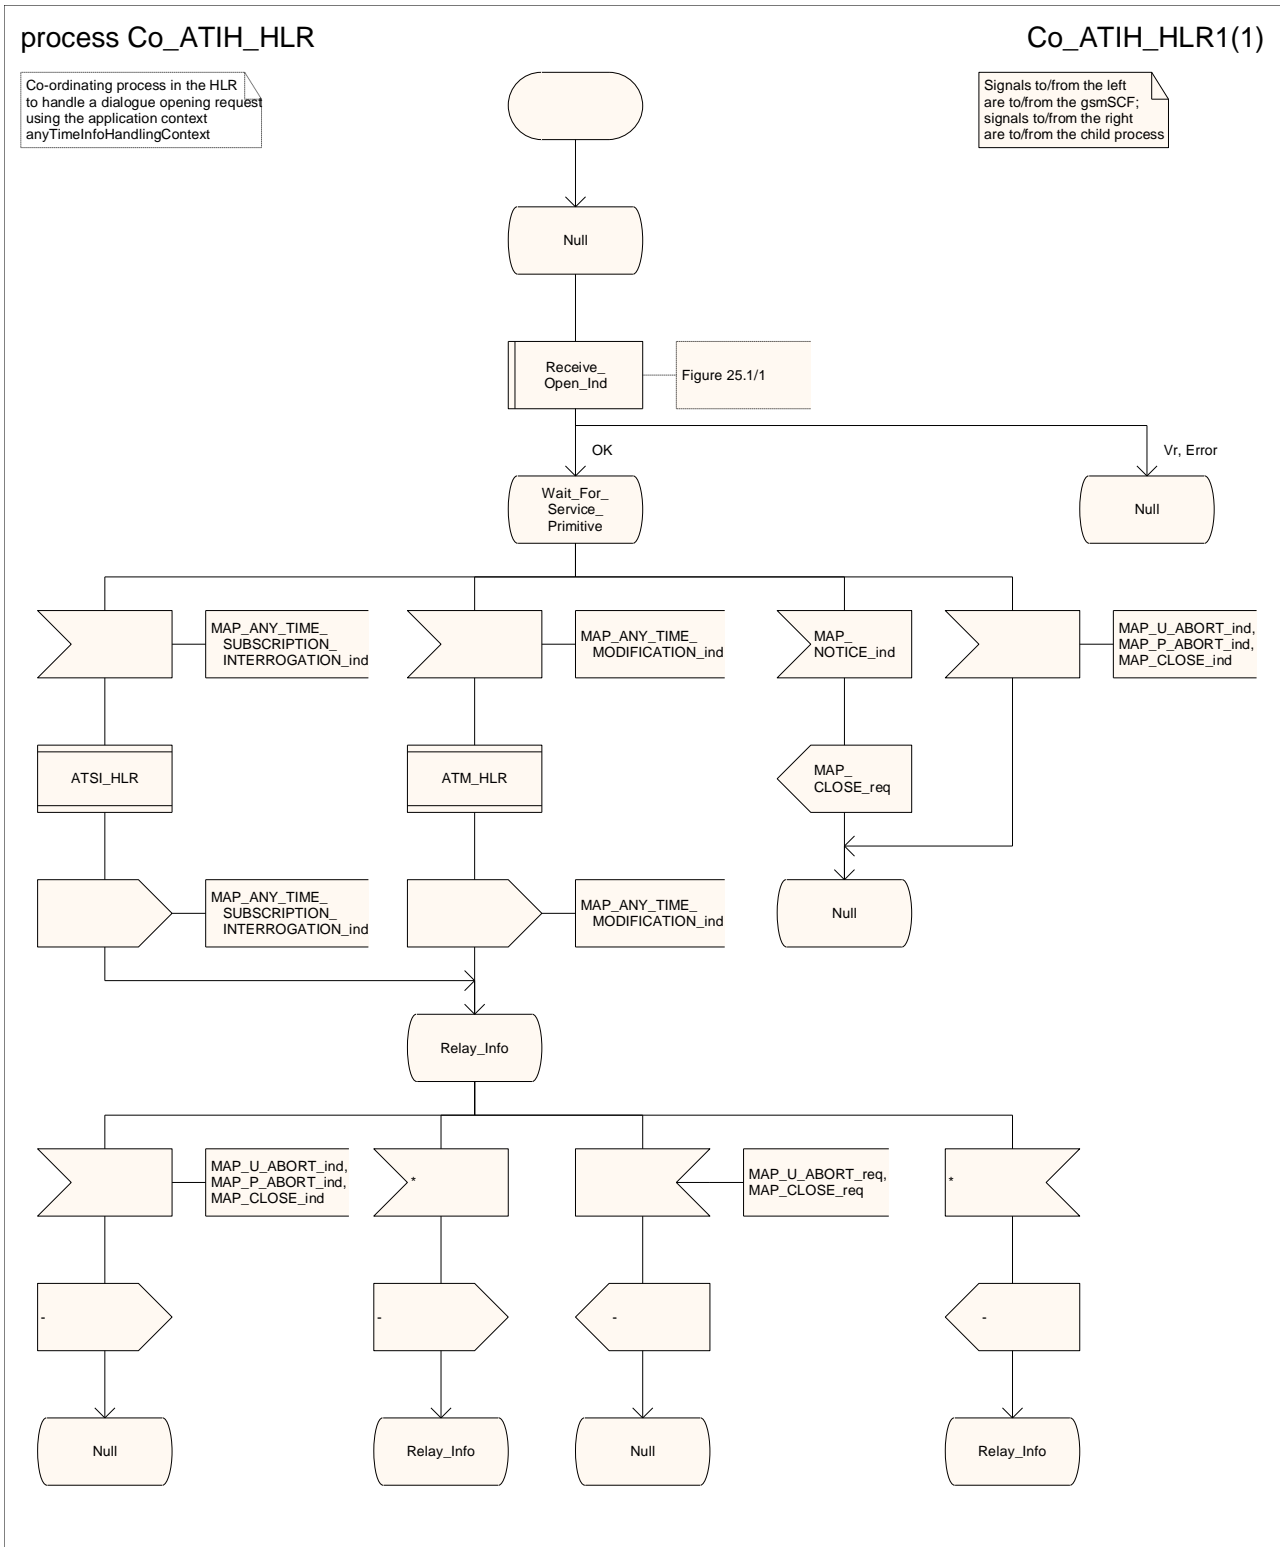 process Co_ATIH_HLR
Co_ATIH_HLR1(1)
Co-ordinating process in the HLR
to handle a dialogue opening request
using the application context
anyTimeInfoHandlingContext
Signals to/from the left
are to/from the gsmSCF;
signals to/from the right
are to/from the child process
Null
Receive_
Open_Ind
Figure 25.1/1
OK
Vr, Error
Wait_For_
Service_
Primitive
Null
MAP_ANY_TIME_
SUBSCRIPTION_
INTERROGATION_ind
MAP_ANY_TIME_
MODIFICATION_ind
MAP_
NOTICE_ind
MAP_U_ABORT_ind,
MAP_P_ABORT_ind,
MAP_CLOSE_ind
ATSI_HLR
ATM_HLR
MAP_
CLOSE_req
MAP_ANY_TIME_
SUBSCRIPTION_
INTERROGATION_ind
MAP_ANY_TIME_
MODIFICATION_ind
Null
Relay_Info
MAP_U_ABORT_ind,
MAP_P_ABORT_ind,
MAP_CLOSE_ind
*
MAP_U_ABORT_req,
MAP_CLOSE_req
*
-
-
-
-
Null
Relay_Info
Null
Relay_Info